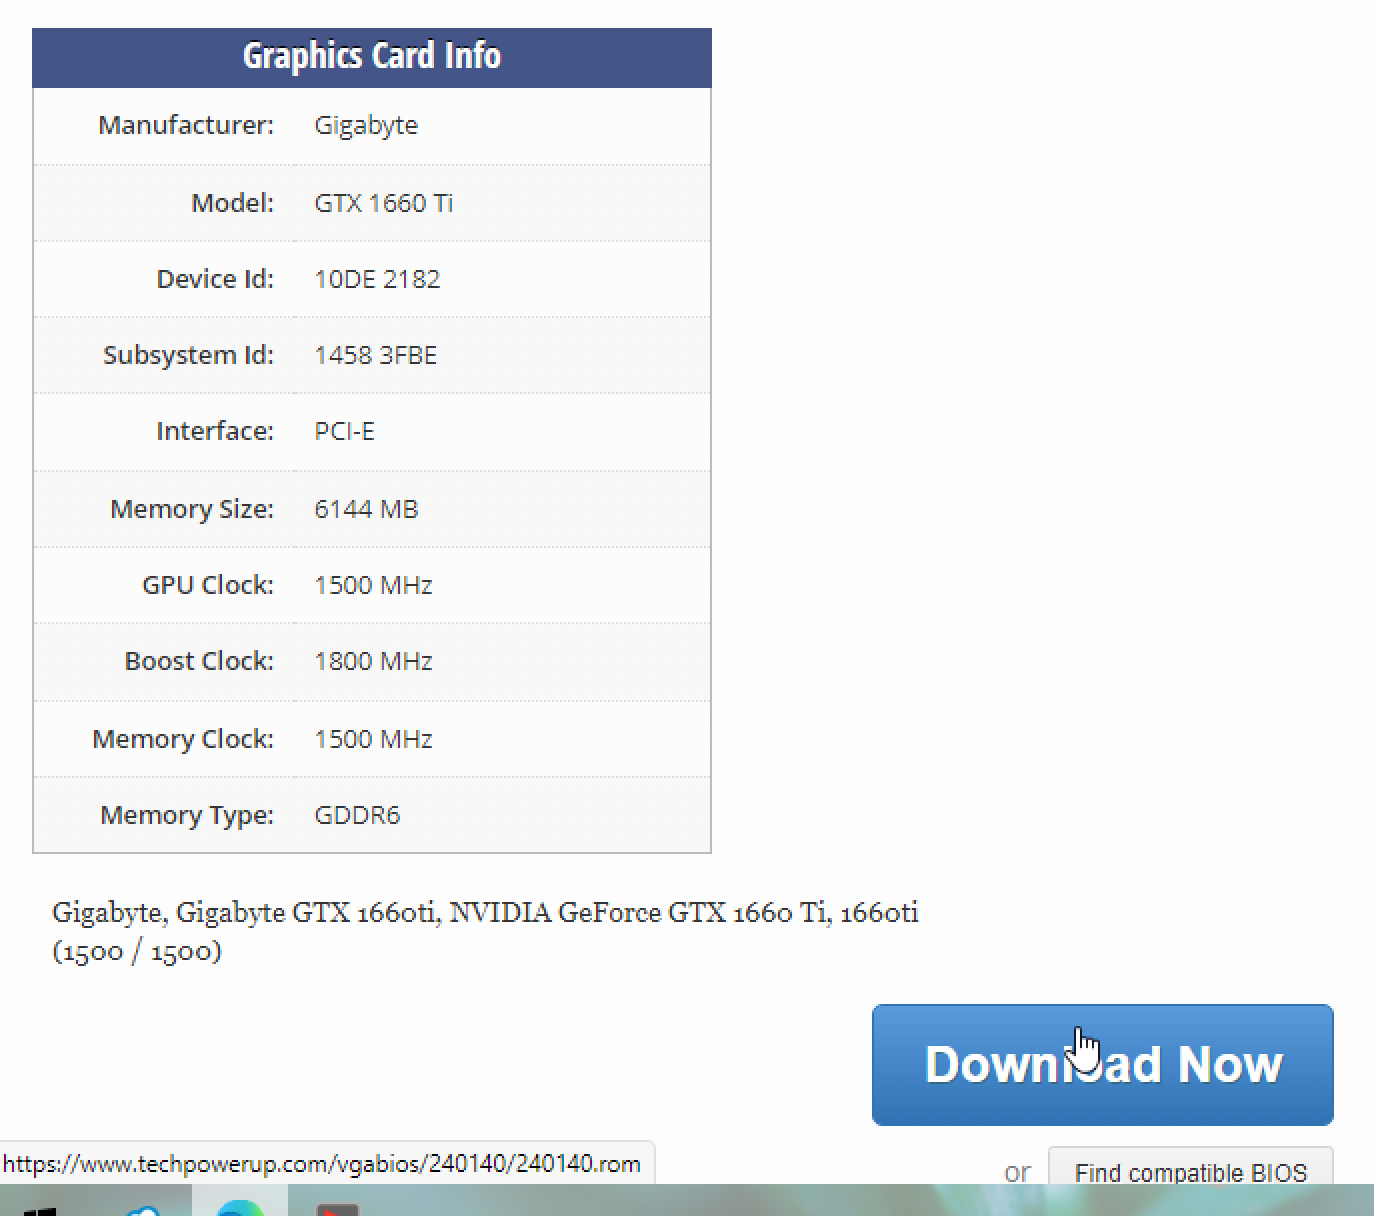 Graphics Card Info
Manufacturer: Gigabyte
Model: GTX 1660 Ti
Device Id: 10DE 2182
Subsystem Id: 1458 3FBE
Interface: PCI-E
Memory Size: 6144 MB
GPU Clock: 1500 MHz
Boost Clock: 1800 MHz
Memory Clock: 1500 MHz
Memory Type: GDDR6
Gigabyte, Gigabyte GTX 1660ti, NVIDIA GeForce GTX 1660 Ti, 1660ti
(1500 / 1500)
Download Now
https://www.techpowerup.com/vgabios/240140/240140.rom
or Find compatible BIOS